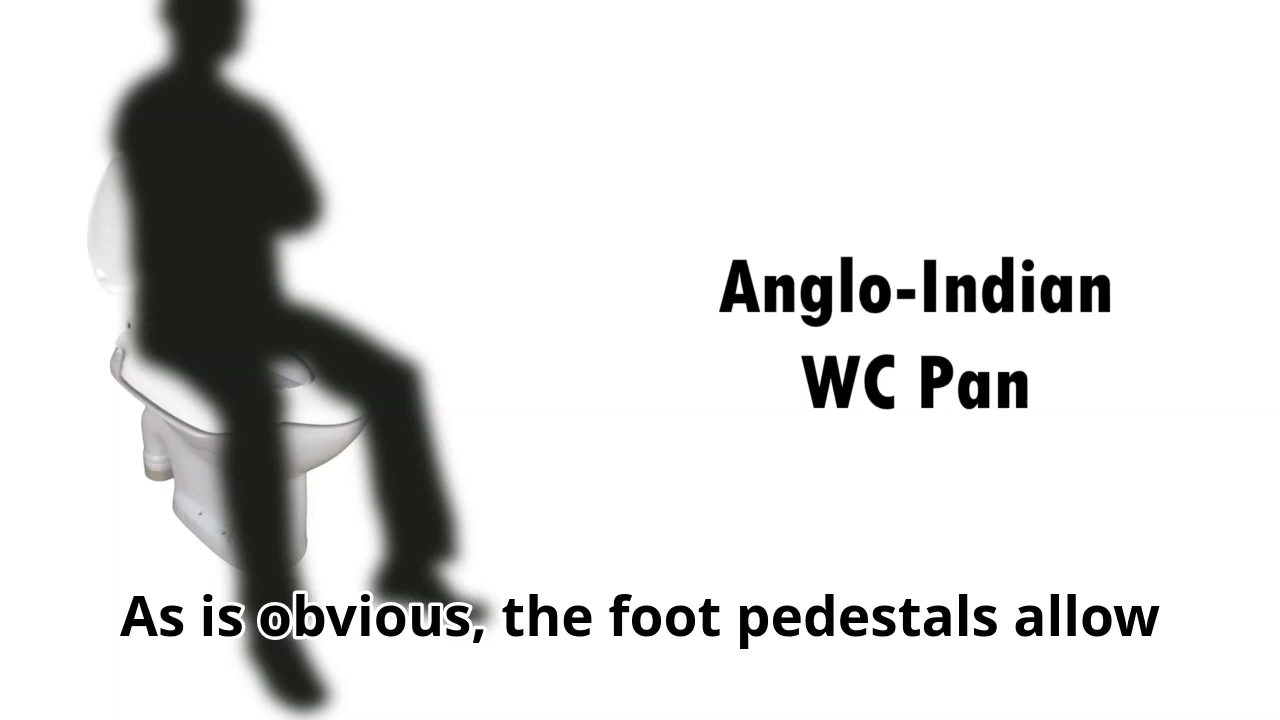 Anglo-Indian
WC Pan
As is obvious, the foot pedestals allow